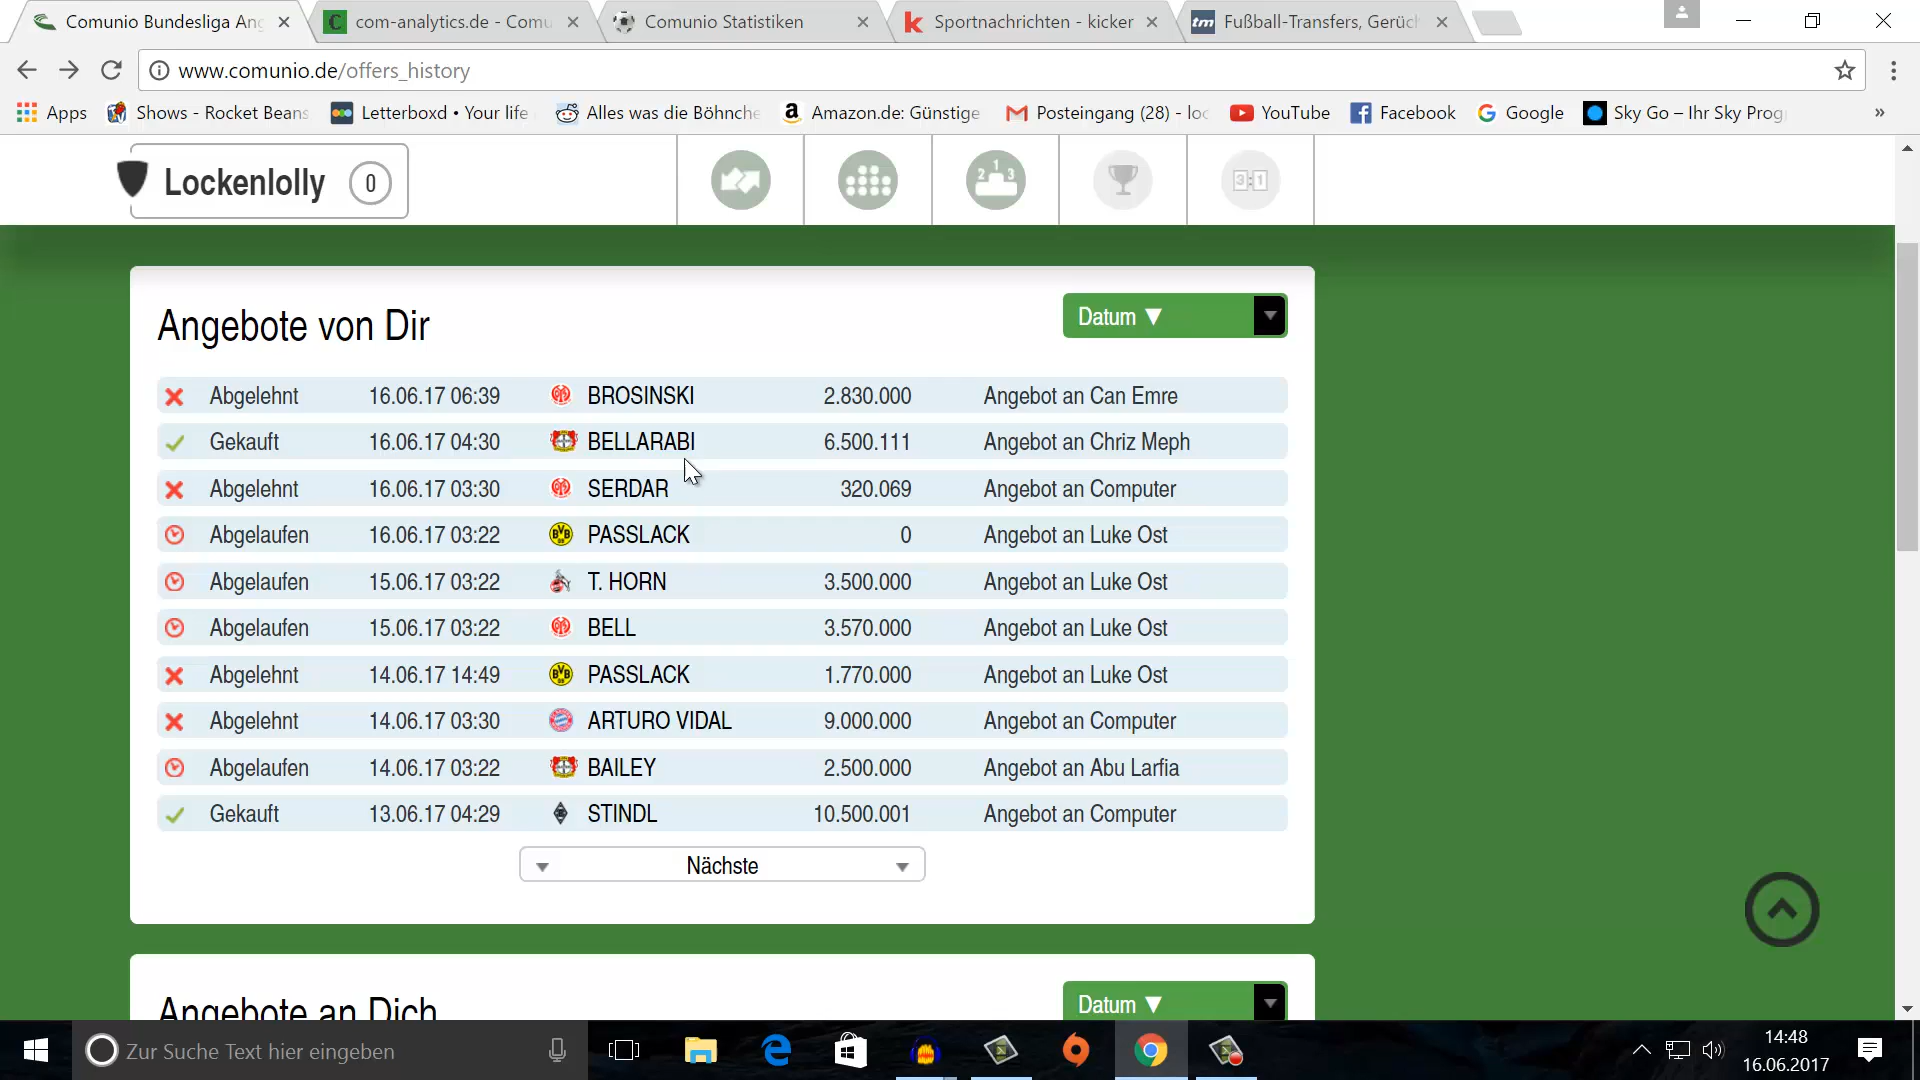 Comunio Bundesliga Ang
com-analytics.de - Comu
Comunio Statistiken
Sportnachrichten - kicker
Fußball-Transfers, Gerüch
www.comunio.de/offers_history
Apps
Shows - Rocket Beans
Letterboxd • Your life
Alles was die Böhnche
Amazon.de: Günstige
Posteingang (28) - loc
YouTube
Facebook
Google
Sky Go – Ihr Sky Prog
»
Lockenlolly 0
2 1 3
3:1
Angebote von Dir
Datum ▼
Abgelehnt 16.06.17 06:39 BROSINSKI 2.830.000 Angebot an Can Emre
Gekauft 16.06.17 04:30 BELLARABI 6.500.111 Angebot an Chriz Meph
Abgelehnt 16.06.17 03:30 SERDAR 320.069 Angebot an Computer
Abgelaufen 16.06.17 03:22 PASSLACK 0 Angebot an Luke Ost
Abgelaufen 15.06.17 03:22 T. HORN 3.500.000 Angebot an Luke Ost
Abgelaufen 15.06.17 03:22 BELL 3.570.000 Angebot an Luke Ost
Abgelehnt 14.06.17 14:49 PASSLACK 1.770.000 Angebot an Luke Ost
Abgelehnt 14.06.17 03:30 ARTURO VIDAL 9.000.000 Angebot an Computer
Abgelaufen 14.06.17 03:22 BAILEY 2.500.000 Angebot an Abu Larfia
Gekauft 13.06.17 04:29 STINDL 10.500.001 Angebot an Computer
Nächste
Angebote an Dich
Datum ▼
Zur Suche Text hier eingeben
14:48
16.06.2017